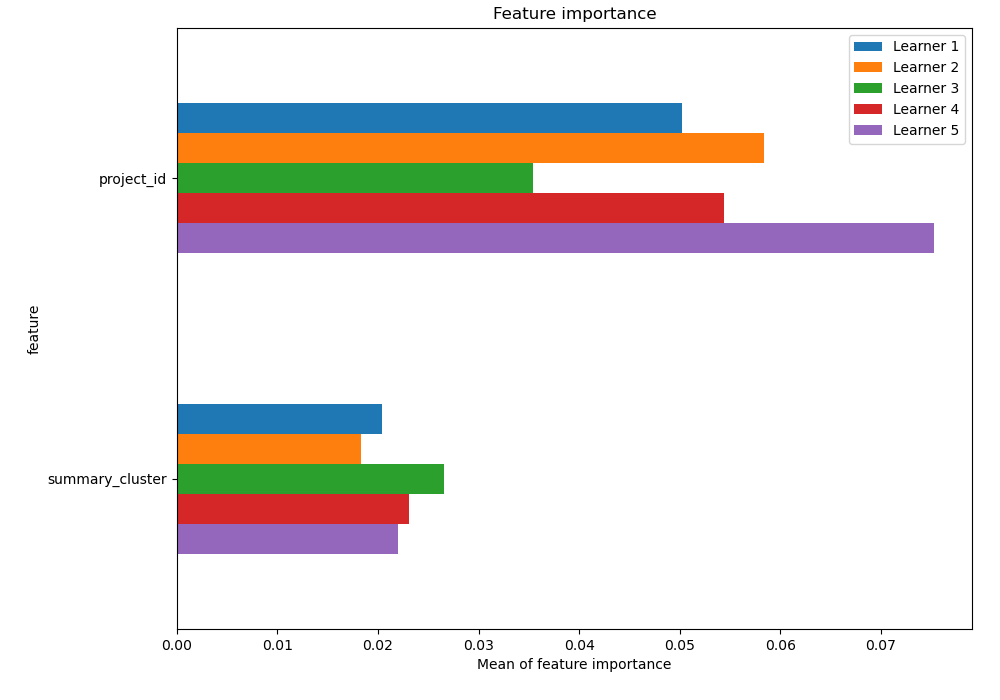 Feature importance
Learner 1
Learner 2
Learner 3
Learner 4
Learner 5
project_id
feature
summary_cluster
0.00 0.01 0.02 0.03 0.04 0.05 0.06 0.07
Mean of feature importance